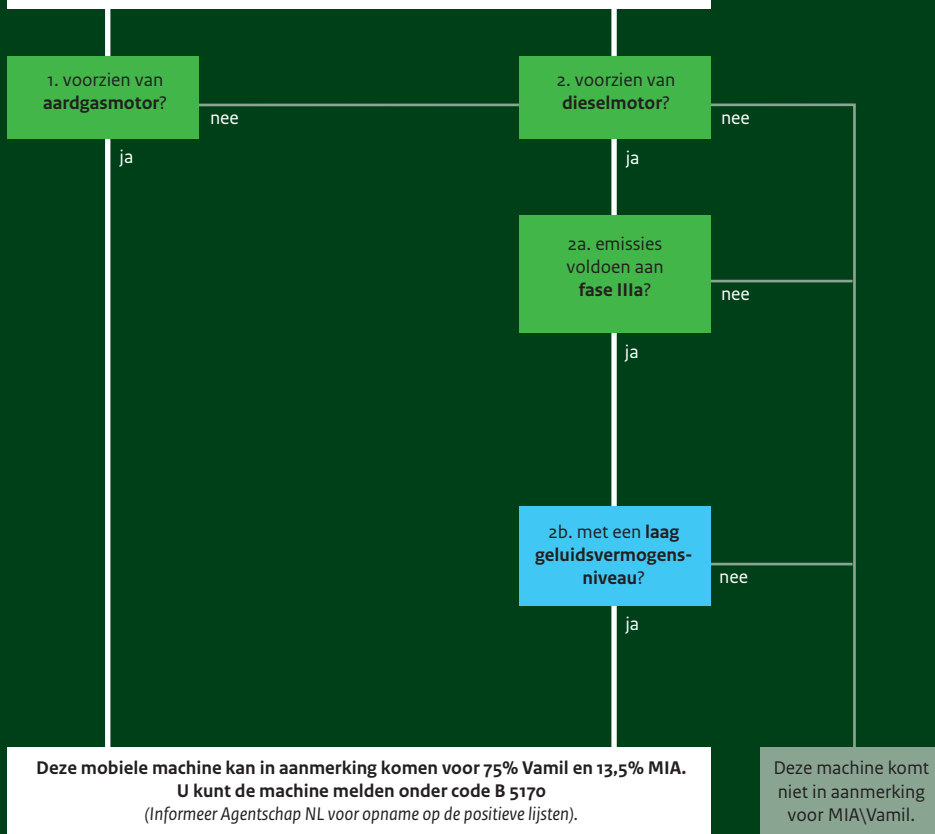 1. voorzien van
aardgasmotor?
nee
ja
2. voorzien van
dieselmotor?
nee
ja
2a. emissies
voldoen aan
fase IIIa?
nee
ja
2b. met een laag
geluidsvermogens-
niveau?
nee
ja
Deze mobiele machine kan in aanmerking komen voor 75% Vamil en 13,5% MIA.
U kunt de machine melden onder code B 5170
(Informeer Agentschap NL voor opname op de positieve lijsten).
Deze machine komt
niet in aanmerking
voor MIA\Vamil.